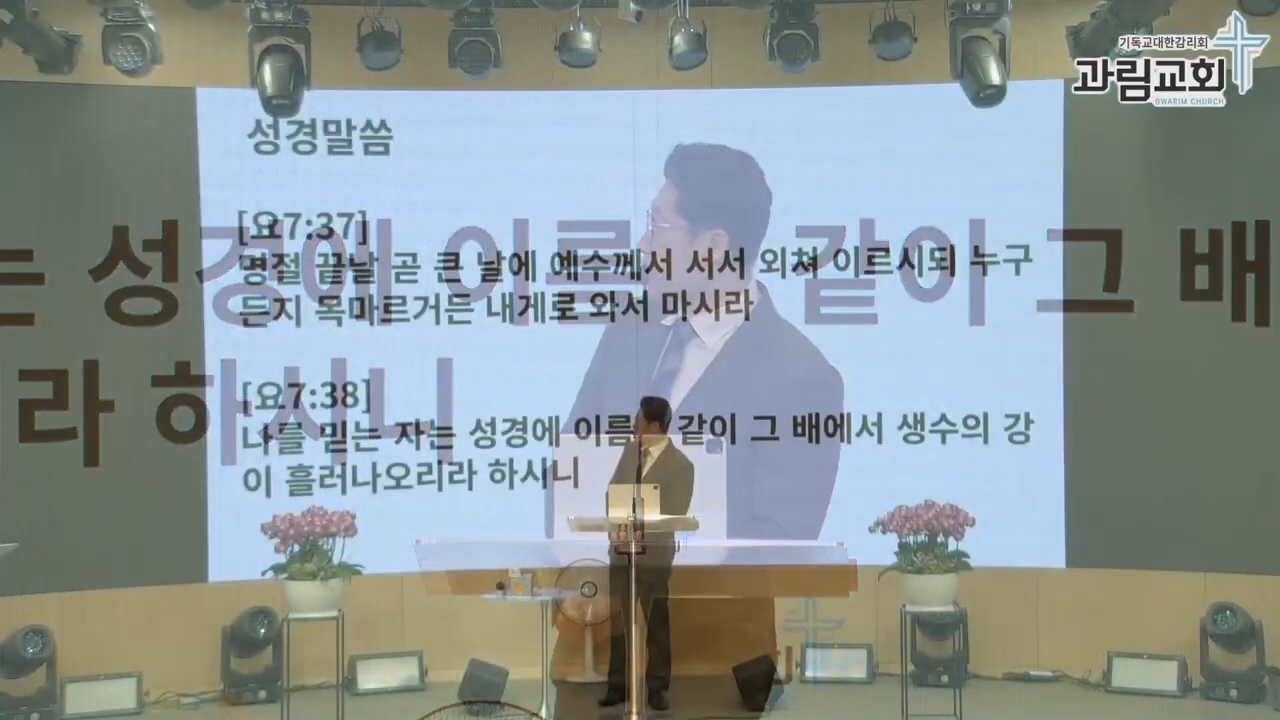 기독교대한감리회
과림교회
GWARIM CHURCH
성경말씀
[요7:37]
명절 끝날 곧 큰 날에 예수께서 서서 외쳐 이르시되 누구
든지 목마르거든 내게로 와서 마시라
[요7:38]
나를 믿는 자는 성경에 이름 같이 그 배에서 생수의 강
이 흘러나오리라 하시니
는 성경에 이름 같이 그 배
라 하시니